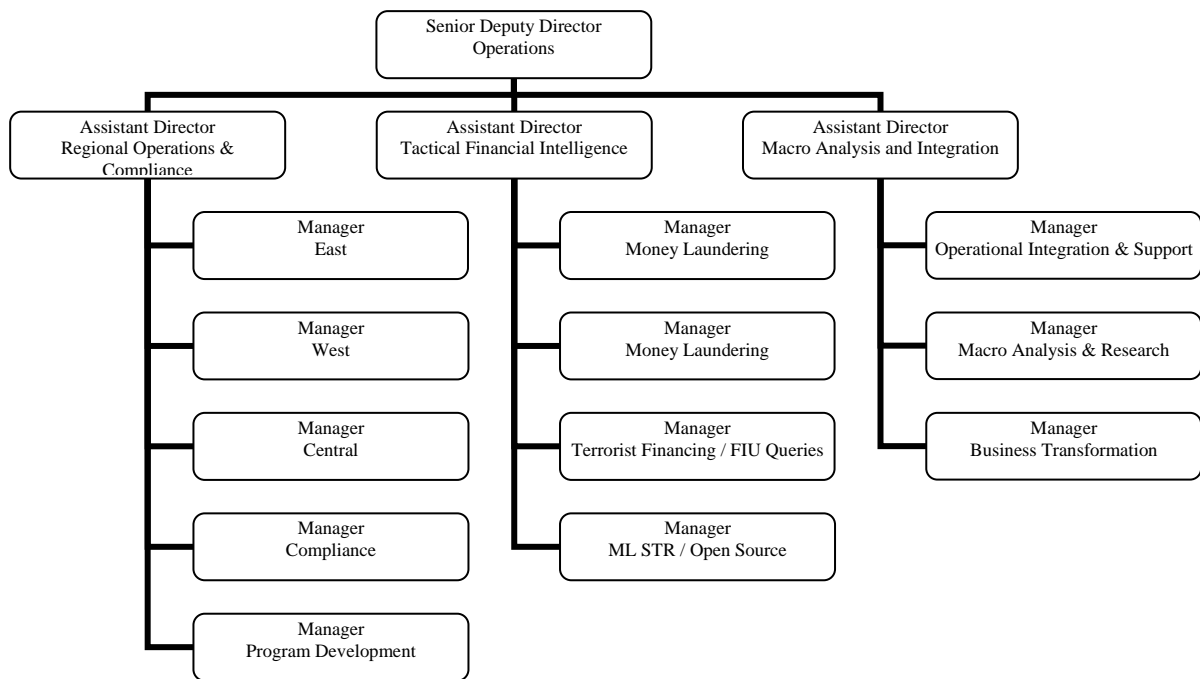 Senior Deputy Director
Operations
Assistant Director
Regional Operations &
Compliance
Assistant Director
Tactical Financial Intelligence
Assistant Director
Macro Analysis and Integration
Manager
East
Manager
Money Laundering
Manager
Operational Integration & Support
Manager
West
Manager
Money Laundering
Manager
Macro Analysis & Research
Manager
Central
Manager
Terrorist Financing / FIU Queries
Manager
Business Transformation
Manager
Compliance
Manager
ML STR / Open Source
Manager
Program Development